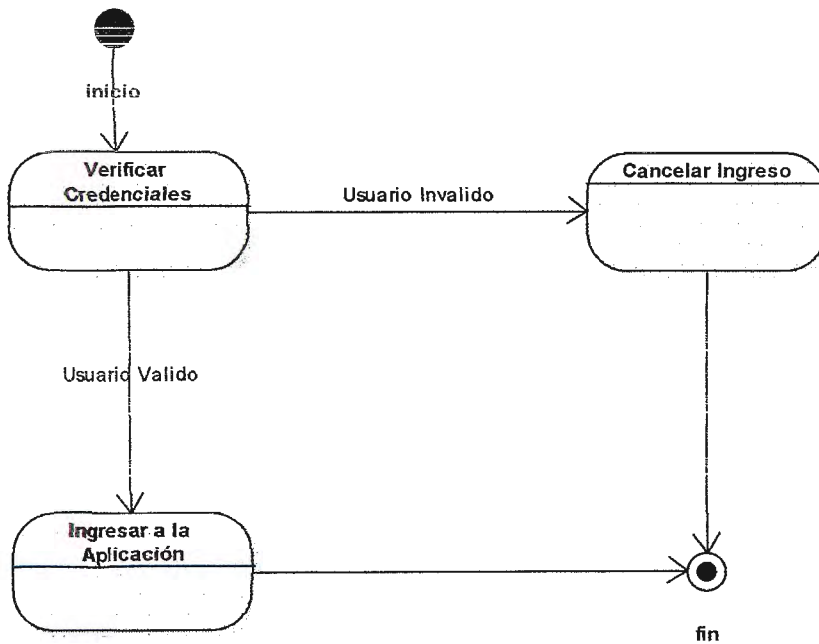 inicio
Verificar
Credenciales
Usuario Invalido
Cancelar Ingreso
Usuario Valido
Ingresar a la
Aplicación
fin